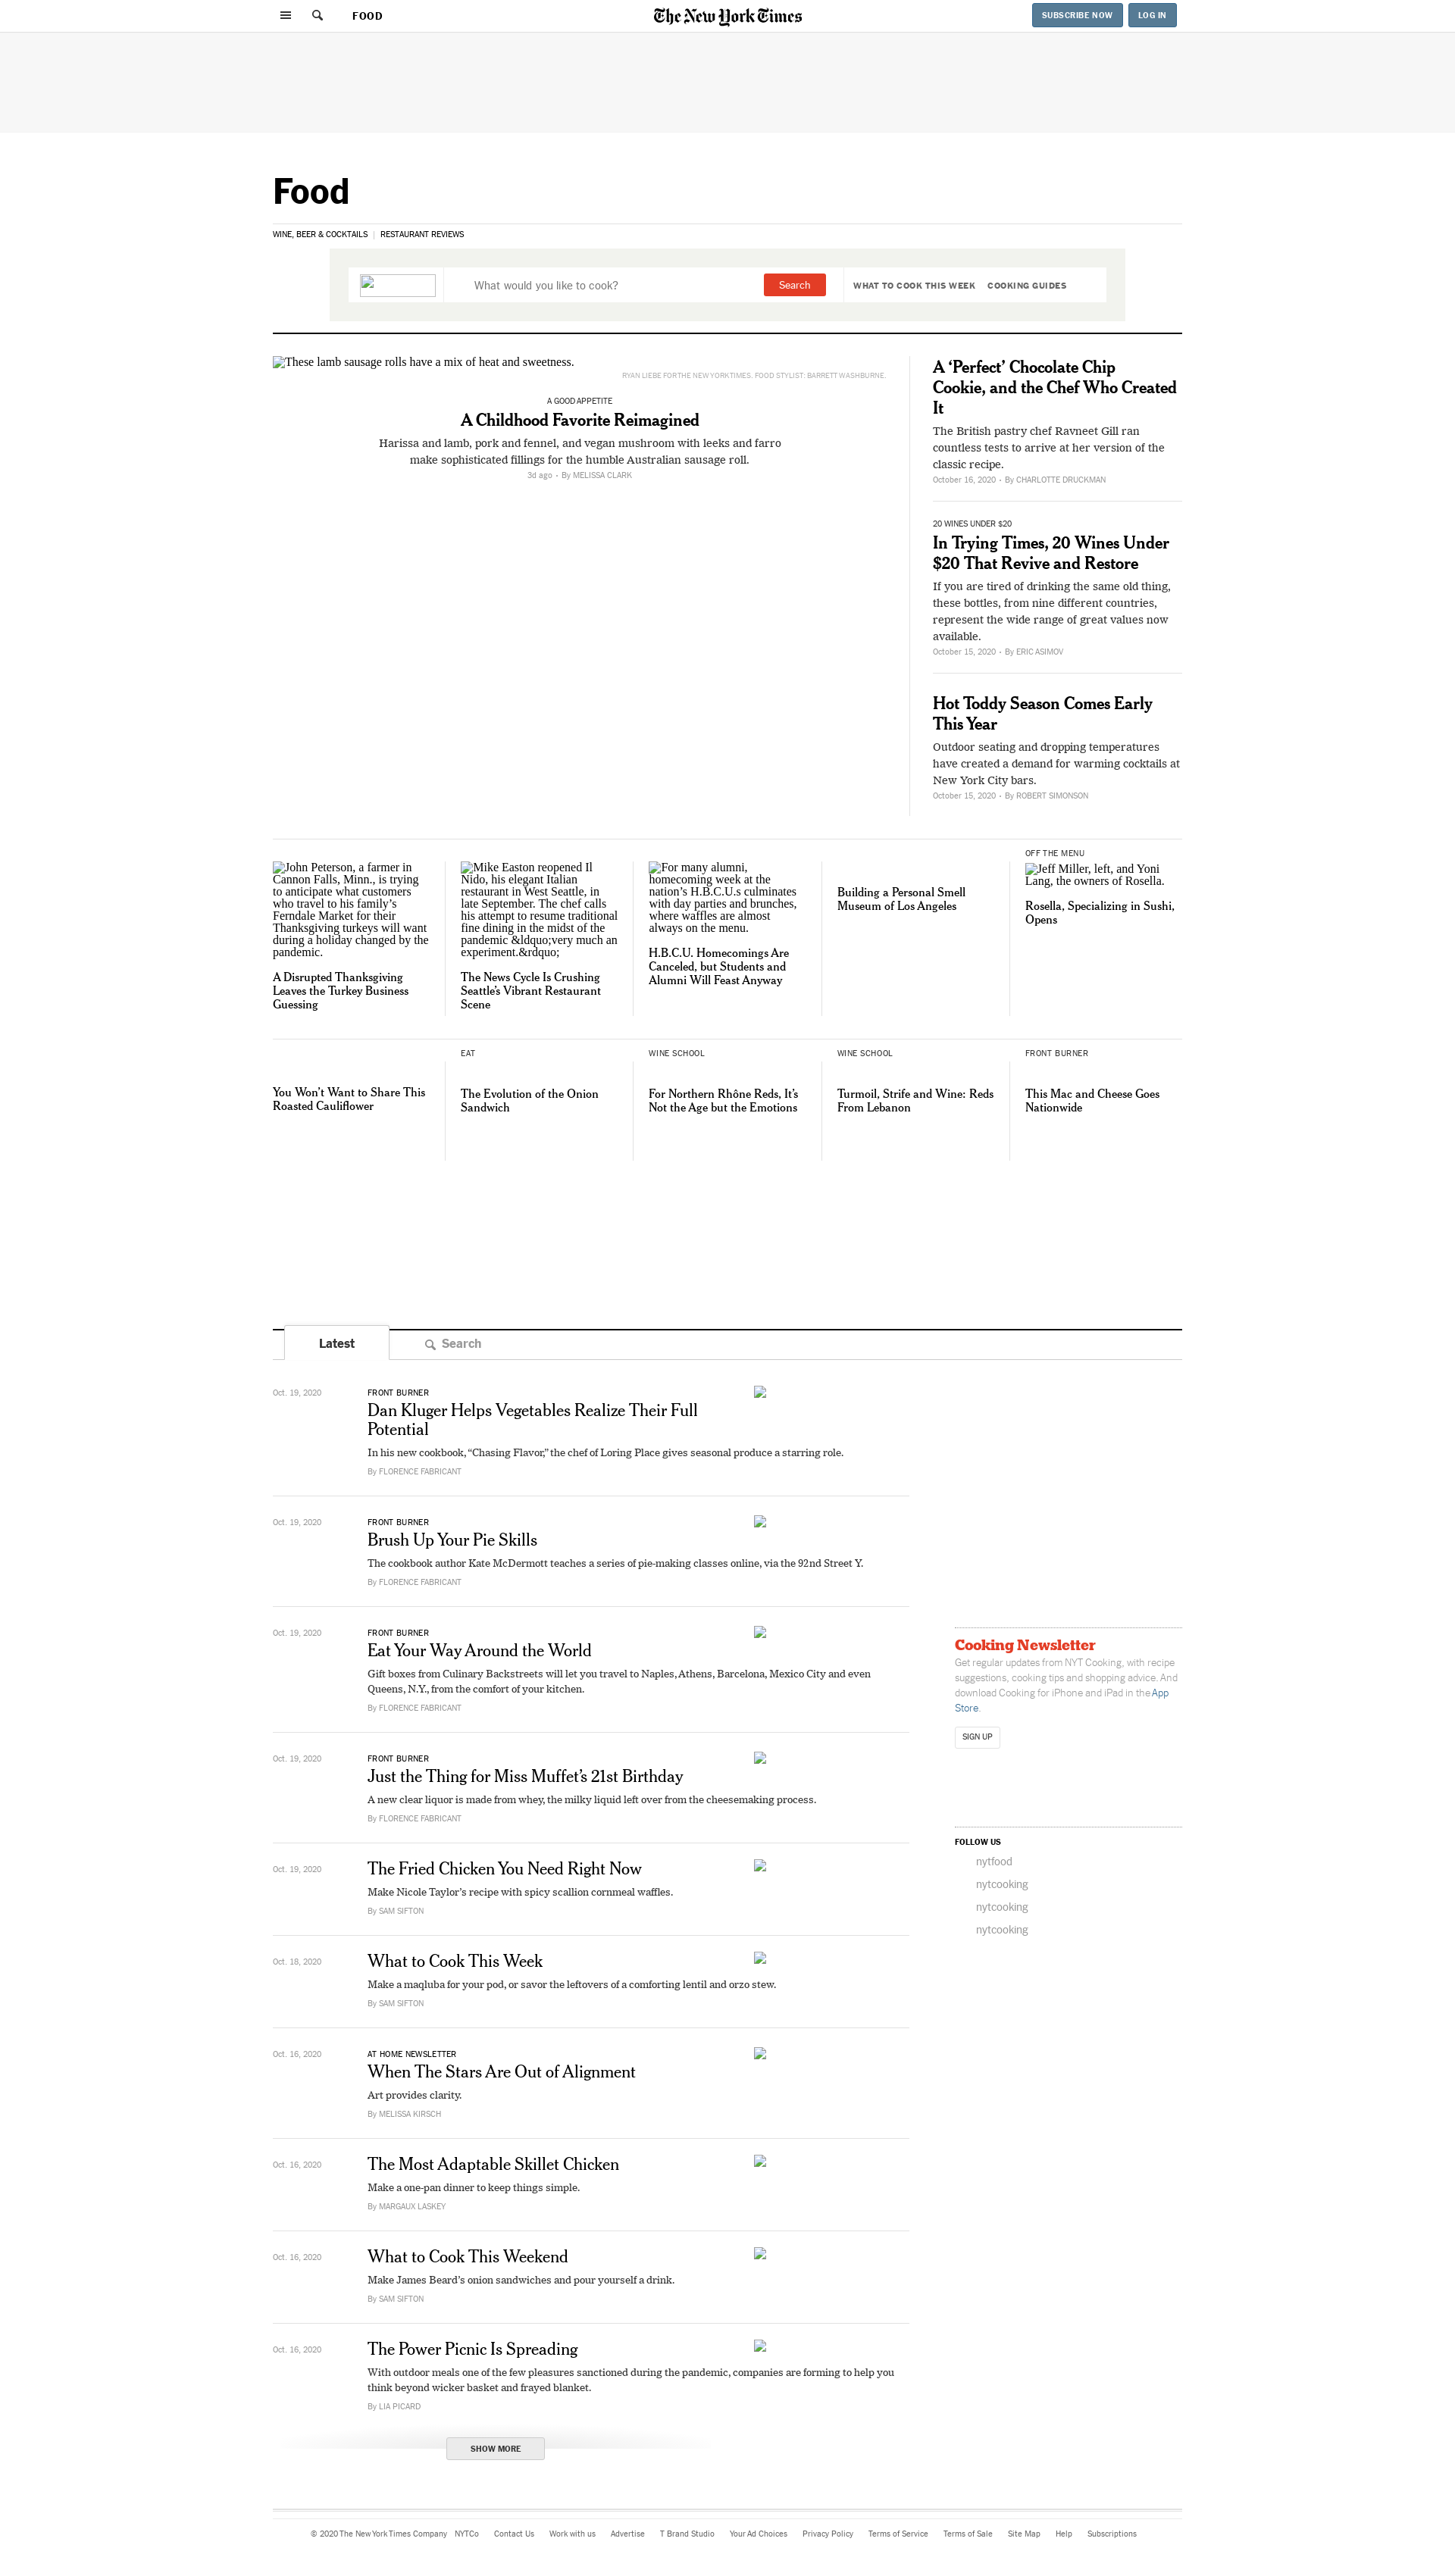 FOOD
The New York Times
SUBSCRIBE NOW
LOG IN
Food
WINE, BEER & COCKTAILS
RESTAURANT REVIEWS
What would you like to cook?
Search
WHAT TO COOK THIS WEEK
COOKING GUIDES
These lamb sausage rolls have a mix of heat and sweetness.
RYAN LIEBE FOR THE NEW YORK TIMES. FOOD STYLIST: BARRETT WASHBURNE.
A GOOD APPETITE
A Childhood Favorite Reimagined
Harissa and lamb, pork and fennel, and vegan mushroom with leeks and farro
make sophisticated fillings for the humble Australian sausage roll.
3d ago • By MELISSA CLARK
A ‘Perfect’ Chocolate Chip
Cookie, and the Chef Who Created
It
The British pastry chef Ravneet Gill ran
countless tests to arrive at her version of the
classic recipe.
October 16, 2020 • By CHARLOTTE DRUCKMAN
20 WINES UNDER $20
In Trying Times, 20 Wines Under
$20 That Revive and Restore
If you are tired of drinking the same old thing,
these bottles, from nine different countries,
represent the wide range of great values now
available.
October 15, 2020 • By ERIC ASIMOV
Hot Toddy Season Comes Early
This Year
Outdoor seating and dropping temperatures
have created a demand for warming cocktails at
New York City bars.
October 15, 2020 • By ROBERT SIMONSON
John Peterson, a farmer in
Cannon Falls, Minn., is trying
to anticipate what customers
who travel to his family’s
Ferndale Market for their
Thanksgiving turkeys will want
during a holiday changed by the
pandemic.
A Disrupted Thanksgiving
Leaves the Turkey Business
Guessing
Mike Easton reopened Il
Nido, his elegant Italian
restaurant in West Seattle, in
late September. The chef calls
his attempt to resume traditional
fine dining in the midst of the
pandemic &ldquo;very much an
experiment.&rdquo;
The News Cycle Is Crushing
Seattle’s Vibrant Restaurant
Scene
For many alumni,
homecoming week at the
nation’s H.B.C.U.s culminates
with day parties and brunches,
where waffles are almost
always on the menu.
H.B.C.U. Homecomings Are
Canceled, but Students and
Alumni Will Feast Anyway
Building a Personal Smell
Museum of Los Angeles
OFF THE MENU
Jeff Miller, left, and Yoni
Lang, the owners of Rosella.
Rosella, Specializing in Sushi,
Opens
You Won’t Want to Share This
Roasted Cauliflower
EAT
The Evolution of the Onion
Sandwich
WINE SCHOOL
For Northern Rhône Reds, It’s
Not the Age but the Emotions
WINE SCHOOL
Turmoil, Strife and Wine: Reds
From Lebanon
FRONT BURNER
This Mac and Cheese Goes
Nationwide
Latest
Search
Oct. 19, 2020
FRONT BURNER
Dan Kluger Helps Vegetables Realize Their Full
Potential
In his new cookbook, “Chasing Flavor,” the chef of Loring Place gives seasonal produce a starring role.
By FLORENCE FABRICANT
Oct. 19, 2020
FRONT BURNER
Brush Up Your Pie Skills
The cookbook author Kate McDermott teaches a series of pie-making classes online, via the 92nd Street Y.
By FLORENCE FABRICANT
Oct. 19, 2020
FRONT BURNER
Eat Your Way Around the World
Gift boxes from Culinary Backstreets will let you travel to Naples, Athens, Barcelona, Mexico City and even
Queens, N.Y., from the comfort of your kitchen.
By FLORENCE FABRICANT
Oct. 19, 2020
FRONT BURNER
Just the Thing for Miss Muffet’s 21st Birthday
A new clear liquor is made from whey, the milky liquid left over from the cheesemaking process.
By FLORENCE FABRICANT
Oct. 19, 2020
The Fried Chicken You Need Right Now
Make Nicole Taylor’s recipe with spicy scallion cornmeal waffles.
By SAM SIFTON
Oct. 18, 2020
What to Cook This Week
Make a maqluba for your pod, or savor the leftovers of a comforting lentil and orzo stew.
By SAM SIFTON
Oct. 16, 2020
AT HOME NEWSLETTER
When The Stars Are Out of Alignment
Art provides clarity.
By MELISSA KIRSCH
Oct. 16, 2020
The Most Adaptable Skillet Chicken
Make a one-pan dinner to keep things simple.
By MARGAUX LASKEY
Oct. 16, 2020
What to Cook This Weekend
Make James Beard’s onion sandwiches and pour yourself a drink.
By SAM SIFTON
Oct. 16, 2020
The Power Picnic Is Spreading
With outdoor meals one of the few pleasures sanctioned during the pandemic, companies are forming to help you
think beyond wicker basket and frayed blanket.
By LIA PICARD
SHOW MORE
Cooking Newsletter
Get regular updates from NYT Cooking, with recipe
suggestions, cooking tips and shopping advice. And
download Cooking for iPhone and iPad in the App
Store.
SIGN UP
FOLLOW US
nytfood
nytcooking
nytcooking
nytcooking
© 2020 The New York Times Company NYTCo Contact Us Work with us Advertise T Brand Studio Your Ad Choices Privacy Policy Terms of Service Terms of Sale Site Map Help Subscriptions